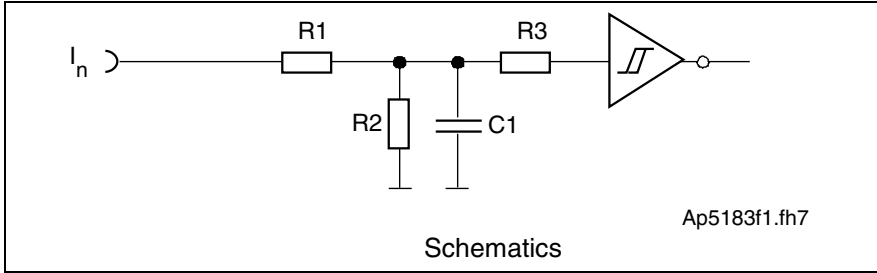 R1
R3
In
R2
C1
Ap5183f1.fh7
Schematics